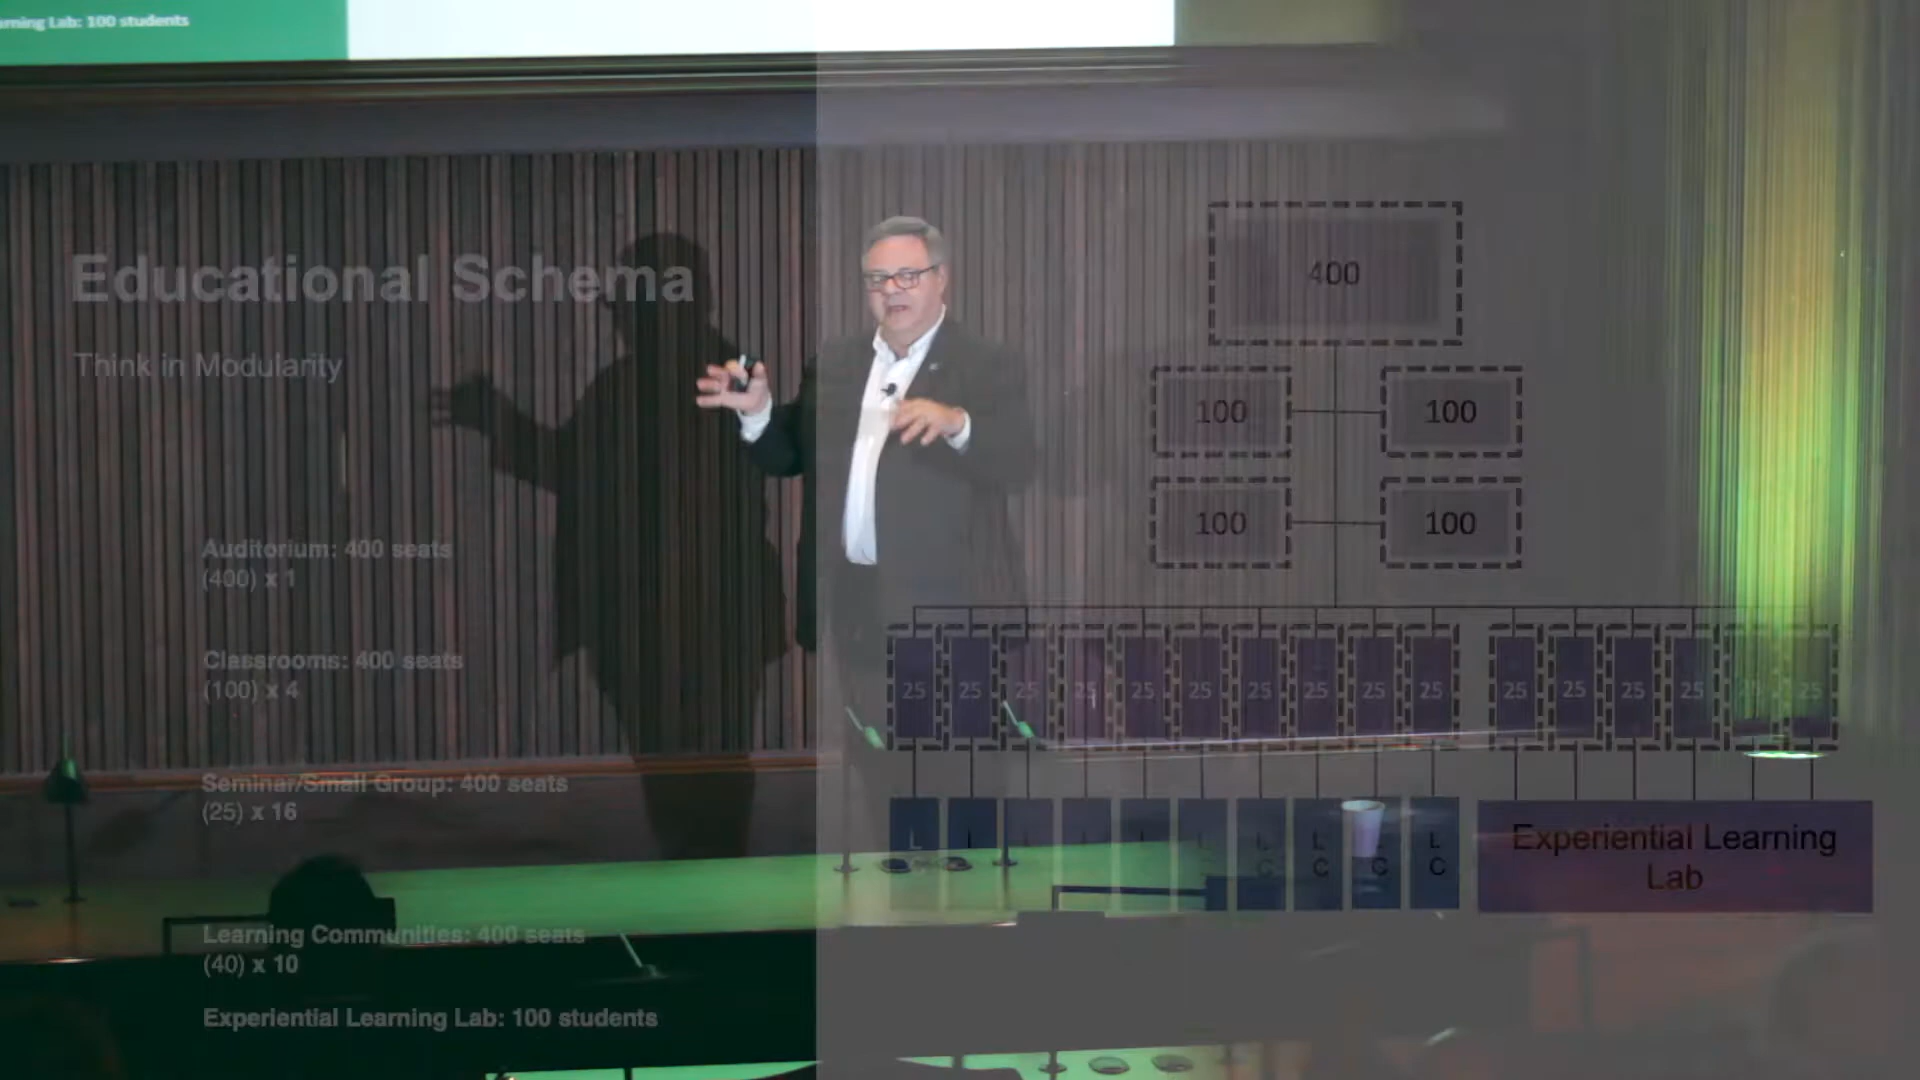 rning Lab: 100 students
Educational Schema
Think in Modularity
Auditorium: 400 seats
(400) x 1
Classrooms: 400 seats
(100) x 4
Seminar/Small Group: 400 seats
(25) x 16
Learning Communities: 400 seats
(40) x 10
Experiential Learning Lab: 100 students
400
100 100
100 100
25 25 25 25 25 25 25 25 25 25 25 25 25 25 25 25
L L L L L L L L L L
C C C C
Experiential Learning
Lab